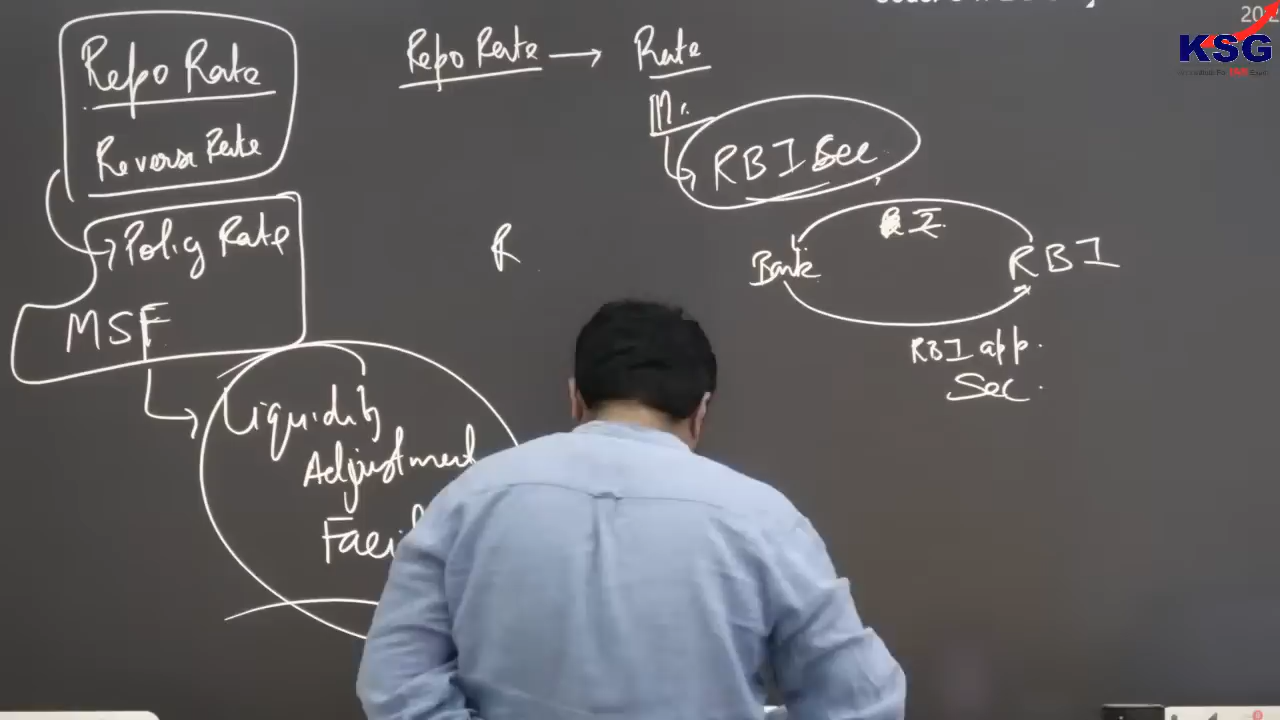 Repo Rate
Reverse Rate
Policy Rate
MSF
Liquidity
Adjustment
Repo Rate → Rate
RBI Sec.
R
Bank
RBI
RBI app.
Sec.
KSG